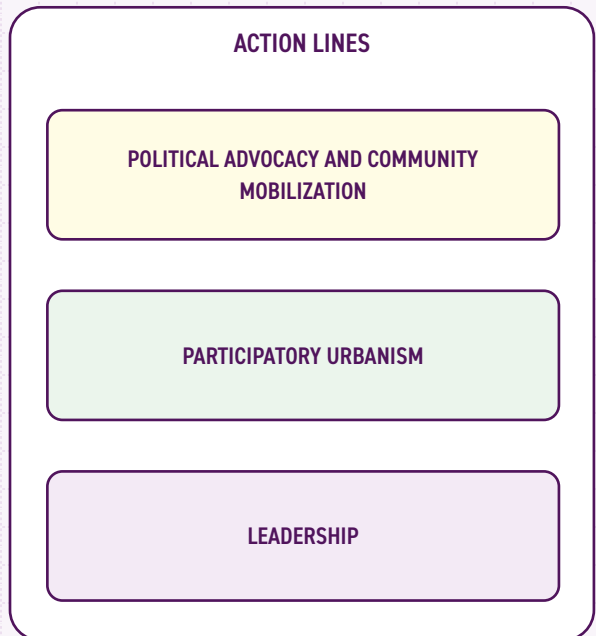 ACTION LINES
POLITICAL ADVOCACY AND COMMUNITY
MOBILIZATION
PARTICIPATORY URBANISM
LEADERSHIP